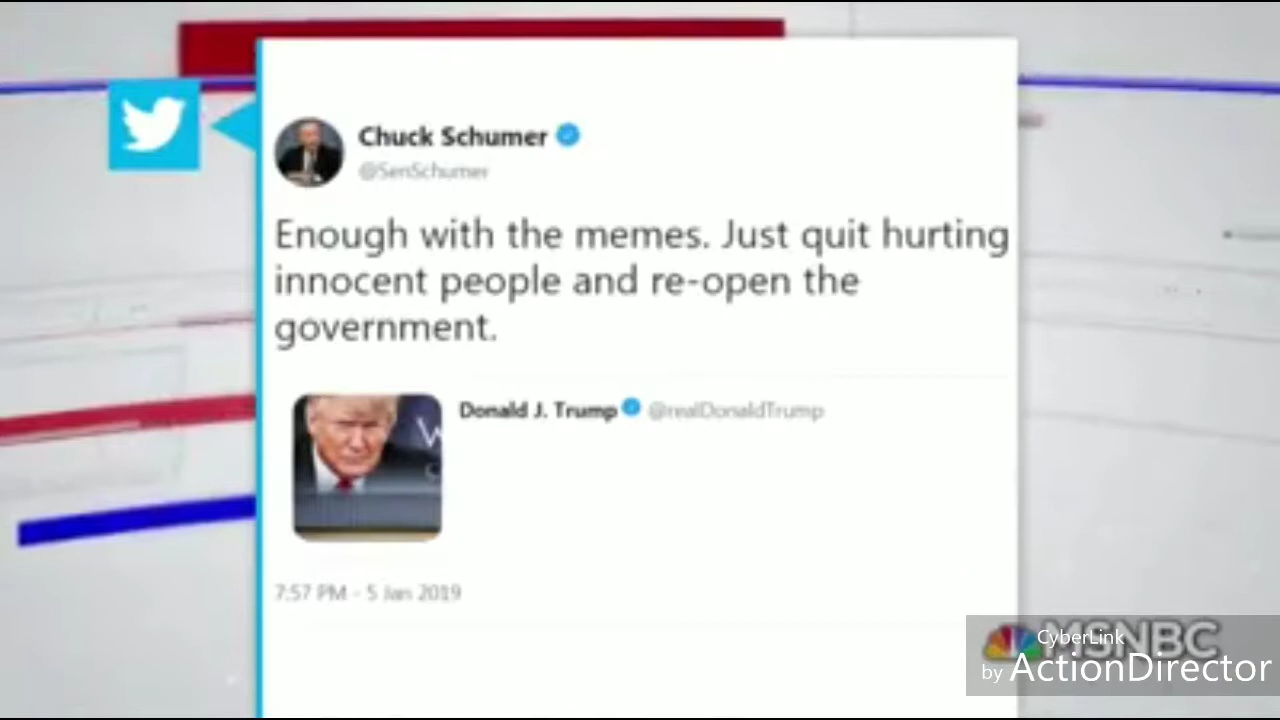 Chuck Schumer
@SenSchumer
Enough with the memes. Just quit hurting
innocent people and re-open the
government.
Donald J. Trump @realDonaldTrump
W
7:57 PM - 5 Jan 2019
MSNBC
CyberLink
by ActionDirector